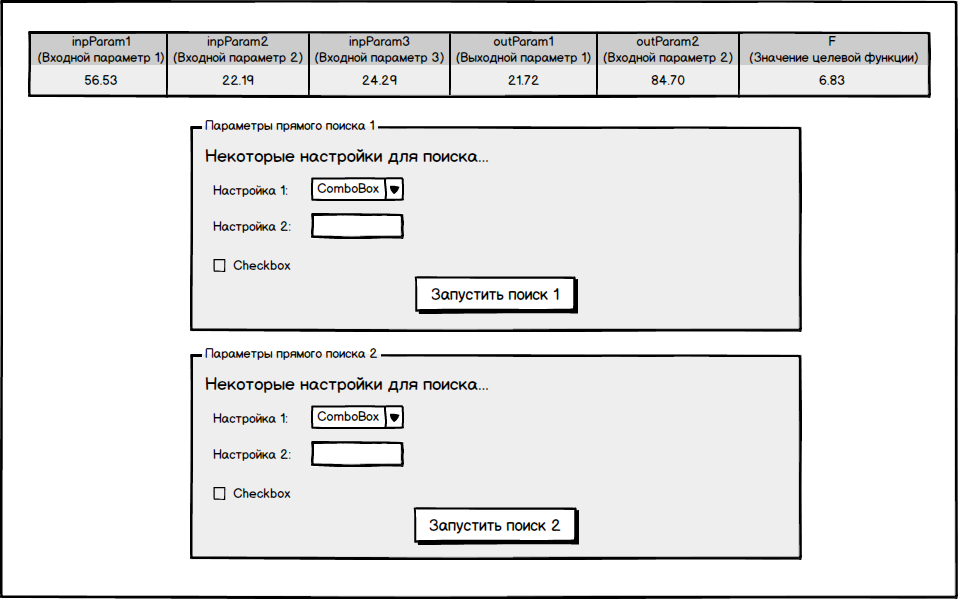 inpParam1 inpParam2 inpParam3 outParam1 outParam2 F
(Входной параметр 1) (Входной параметр 2) (Входной параметр 3) (Выходной параметр 1) (Входной параметр 2) (Значение целевой функции)
56.53 22.19 24.29 21.72 84.70 6.83
Параметры прямого поиска 1
Некоторые настройки для поиска...
Настройка 1: ComboBox
Настройка 2:
Checkbox
Запустить поиск 1
Параметры прямого поиска 2
Некоторые настройки для поиска...
Настройка 1: ComboBox
Настройка 2:
Checkbox
Запустить поиск 2